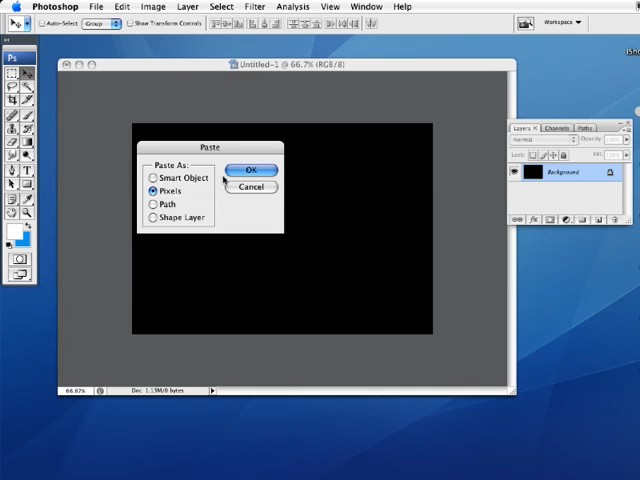 Photoshop File Edit Image Layer Select Filter Analysis View Window Help
Auto-Select: Group Show Transform Controls Workspace
Ps
Untitled-1 @ 66.7% (RGB/8)
Layers × Channels Paths
Normal
Lock: Fill:
Background
Paste
Paste As:
Smart Object
Pixels
Path
Shape Layer
OK
Cancel
66.67% Doc: 1.13M/0 bytes